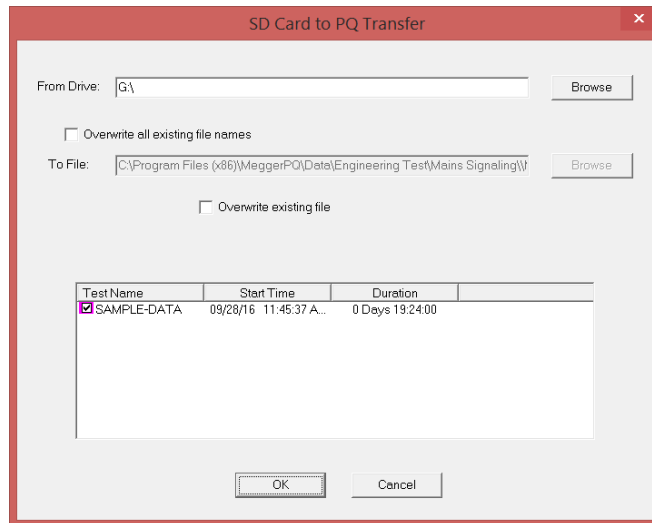 SD Card to PQ Transfer
From Drive: G:\ Browse
Overwrite all existing file names
To File: C:\Program Files (x86)\MeggerPQ\Data\Engineering Test\Mains Signaling\\ Browse
Overwrite existing file
Test Name Start Time Duration
SAMPLE-DATA 09/28/16 11:45:37 A... 0 Days 19:24:00
OK Cancel